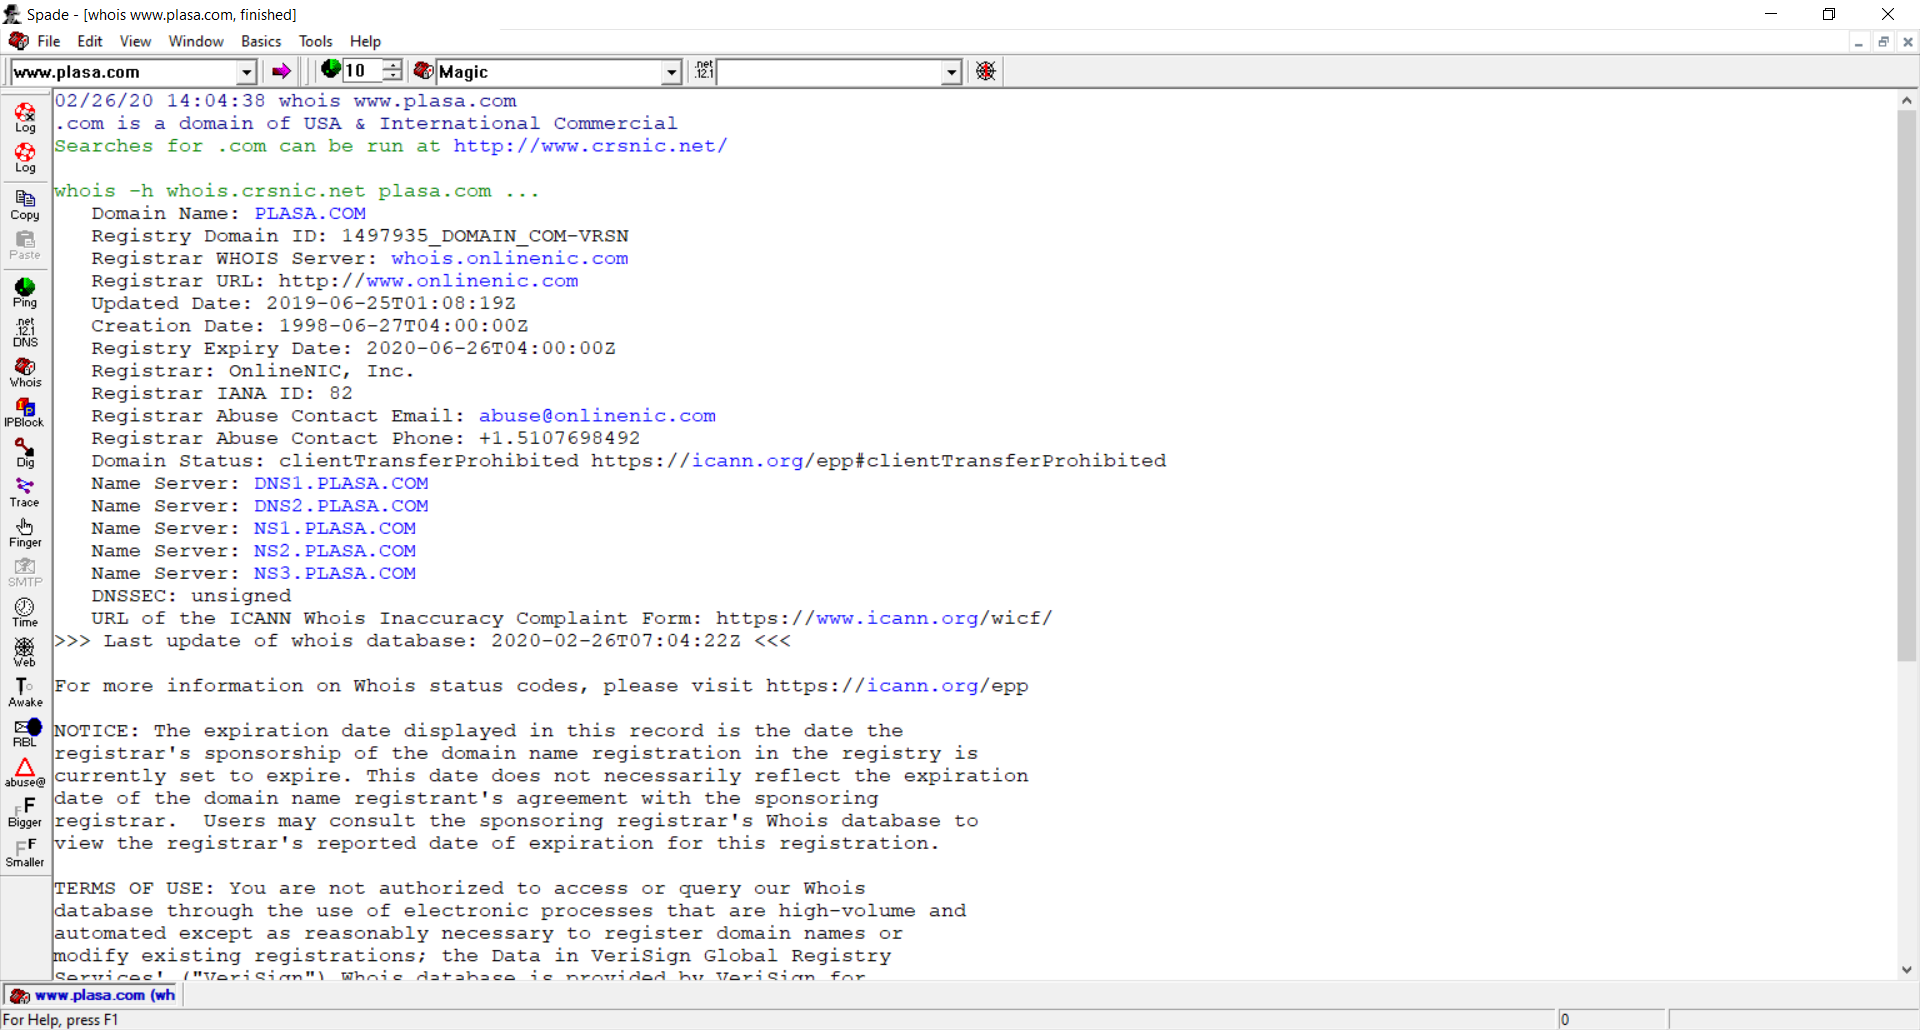 Spade - [whois www.plasa.com, finished]
File Edit View Window Basics Tools Help
www.plasa.com 10 Magic .net .12.1
Log
Log
Copy
Paste
Ping
.net .12.1 DNS
Whois
IPBlock
Dig
Trace
Finger
SMTP
Time
Web
Awake
RBL
abuse@
Bigger
Smaller
02/26/20 14:04:38 whois www.plasa.com
.com is a domain of USA & International Commercial
Searches for .com can be run at http://www.crsnic.net/
whois -h whois.crsnic.net plasa.com ...
Domain Name: PLASA.COM
Registry Domain ID: 1497935_DOMAIN_COM-VRSN
Registrar WHOIS Server: whois.onlinenic.com
Registrar URL: http://www.onlinenic.com
Updated Date: 2019-06-25T01:08:19Z
Creation Date: 1998-06-27T04:00:00Z
Registry Expiry Date: 2020-06-26T04:00:00Z
Registrar: OnlineNIC, Inc.
Registrar IANA ID: 82
Registrar Abuse Contact Email: abuse@onlinenic.com
Registrar Abuse Contact Phone: +1.5107698492
Domain Status: clientTransferProhibited https://icann.org/epp#clientTransferProhibited
Name Server: DNS1.PLASA.COM
Name Server: DNS2.PLASA.COM
Name Server: NS1.PLASA.COM
Name Server: NS2.PLASA.COM
Name Server: NS3.PLASA.COM
DNSSEC: unsigned
URL of the ICANN Whois Inaccuracy Complaint Form: https://www.icann.org/wicf/
>>> Last update of whois database: 2020-02-26T07:04:22Z <<<
For more information on Whois status codes, please visit https://icann.org/epp
NOTICE: The expiration date displayed in this record is the date the
registrar's sponsorship of the domain name registration in the registry is
currently set to expire. This date does not necessarily reflect the expiration
date of the domain name registrant's agreement with the sponsoring
registrar.  Users may consult the sponsoring registrar's Whois database to
view the registrar's reported date of expiration for this registration.
TERMS OF USE: You are not authorized to access or query our Whois
database through the use of electronic processes that are high-volume and
automated except as reasonably necessary to register domain names or
modify existing registrations; the Data in VeriSign Global Registry
Services' ("VeriSign") Whois database is provided by VeriSign for
www.plasa.com (wh
For Help, press F1
0